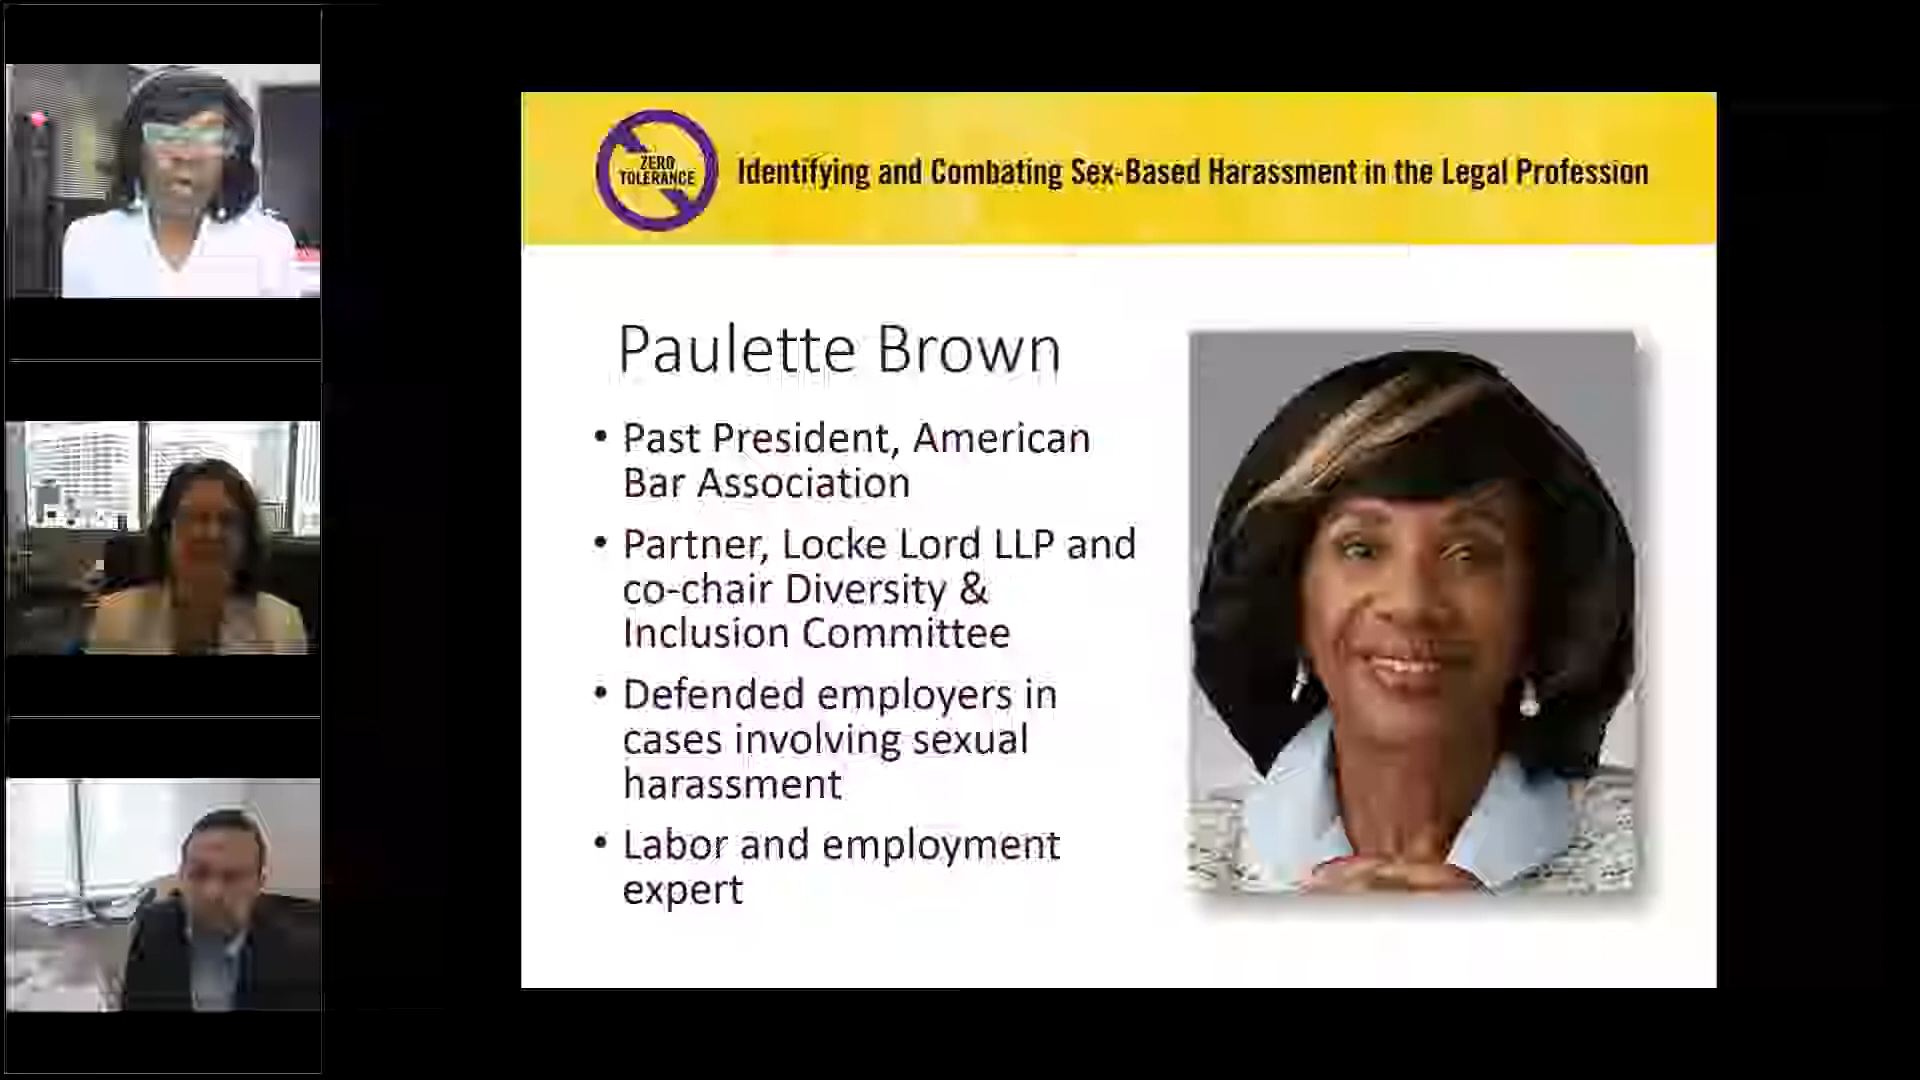 ZERO
TOLERANCE
Identifying and Combating Sex-Based Harassment in the Legal Profession
Paulette Brown
• Past President, American
Bar Association
• Partner, Locke Lord LLP and
co-chair Diversity &
Inclusion Committee
• Defended employers in
cases involving sexual
harassment
• Labor and employment
expert